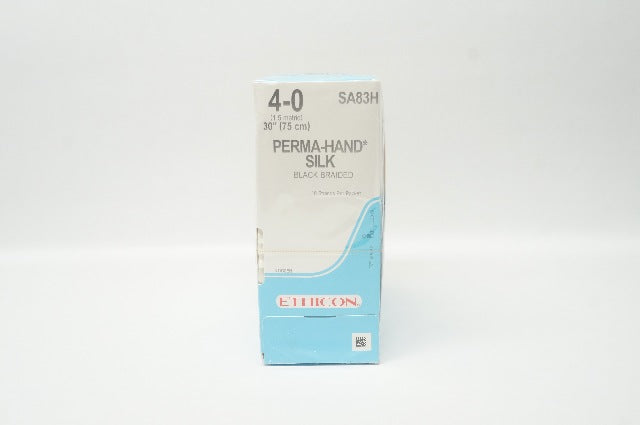 4-0 SA83H
(1.5 metric)
30" (75 cm)
PERMA-HAND*
SILK
BLACK BRAIDED
ETHICON